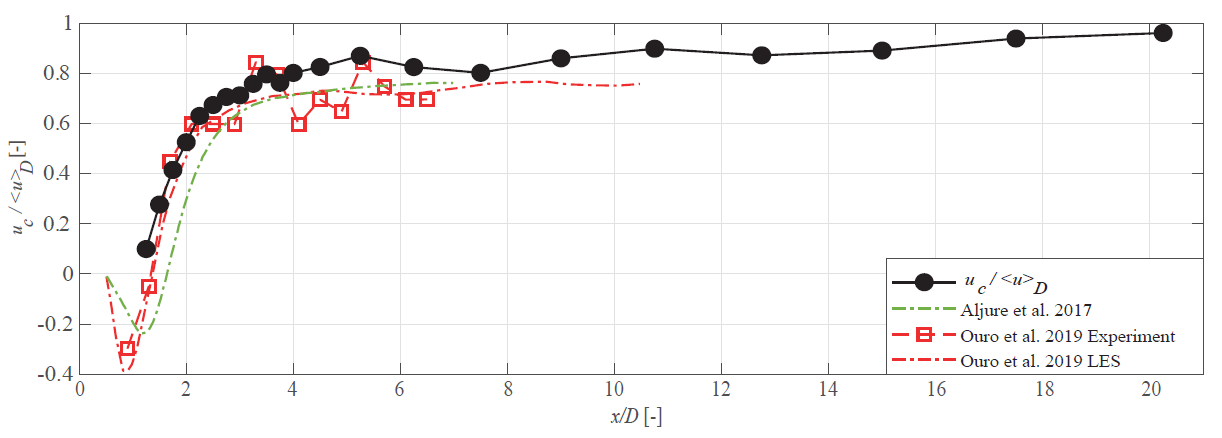 1
0.8
0.6
0.4
0.2
0
-0.2
-0.4
u_c / <u>_D [-]
0 2 4 6 8 10 12 14 16 18 20
x/D [-]
u_c / <u>_D
Aljure et al. 2017
Ouro et al. 2019 Experiment
Ouro et al. 2019 LES